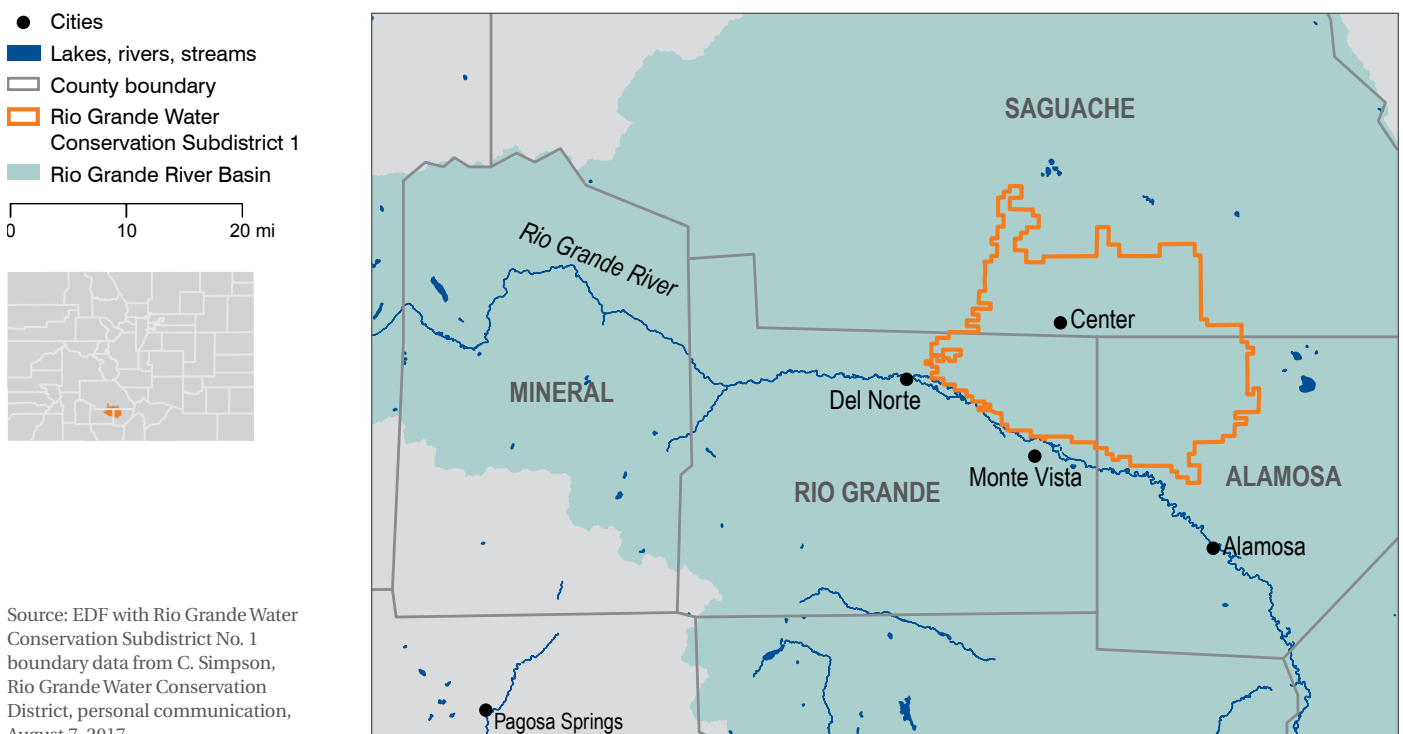 Cities
Lakes, rivers, streams
County boundary
Rio Grande Water
Conservation Subdistrict 1
Rio Grande River Basin
0 10 20 mi
Source: EDF with Rio Grande Water
Conservation Subdistrict No. 1
boundary data from C. Simpson,
Rio Grande Water Conservation
District, personal communication,
August 7, 2017
SAGUACHE
Rio Grande River
Center
MINERAL
Del Norte
Monte Vista
RIO GRANDE
ALAMOSA
Alamosa
Pagosa Springs